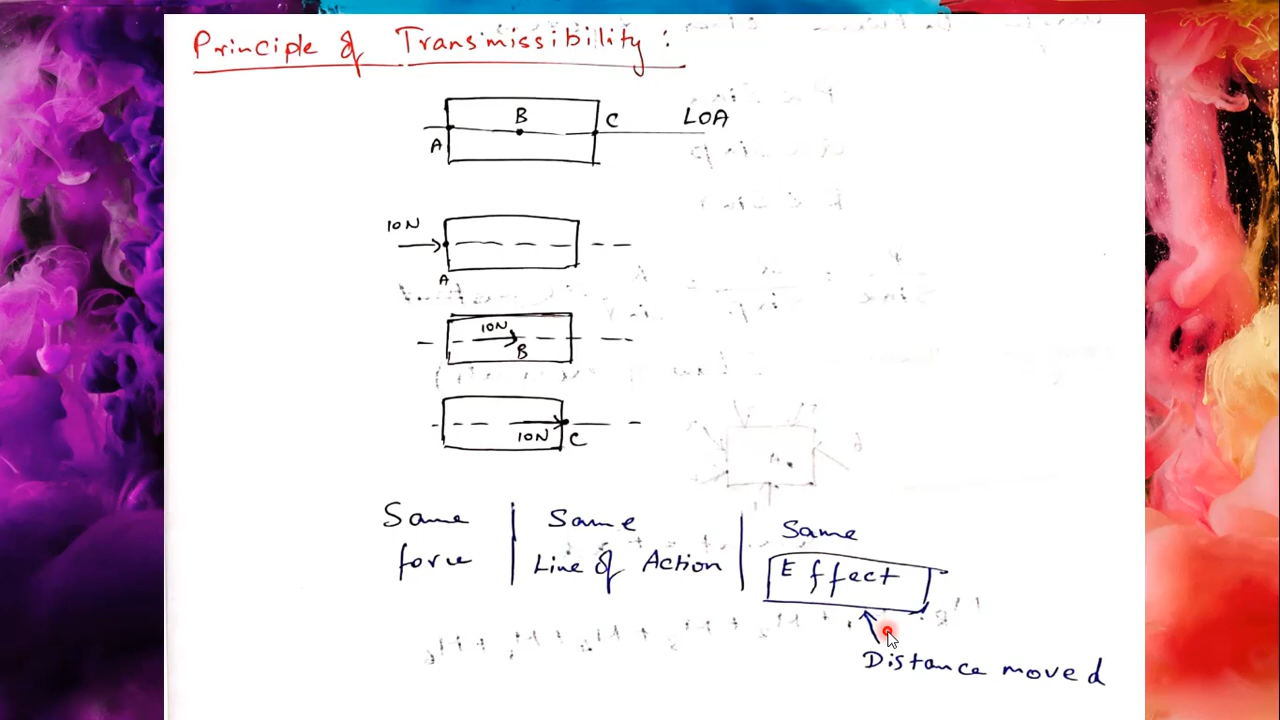 Principle of Transmissibility :
B
C
LOA
A
10N
A
10N
B
10N
C
Same
force
Same
Line of Action
Same
Effect
Distance moved